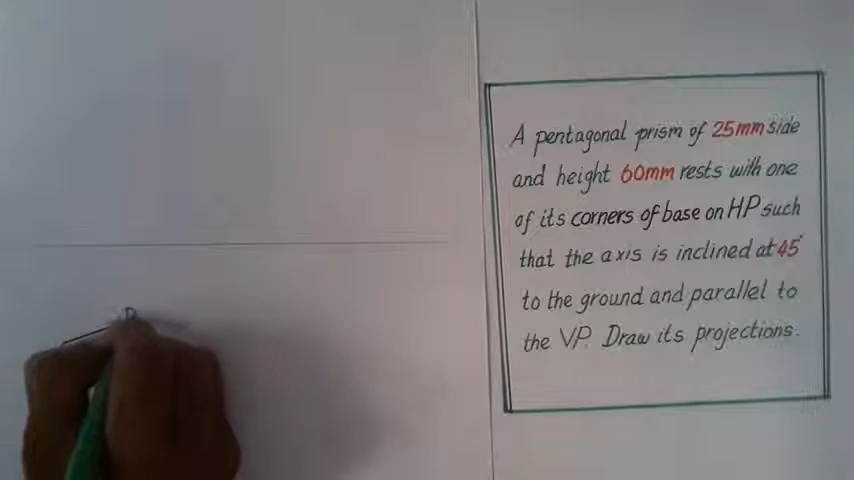 A pentagonal prism of 25mm side
and height 60mm rests with one
of its corners of base on HP such
that the axis is inclined at 45°
to the ground and parallel to
the VP. Draw its projections.